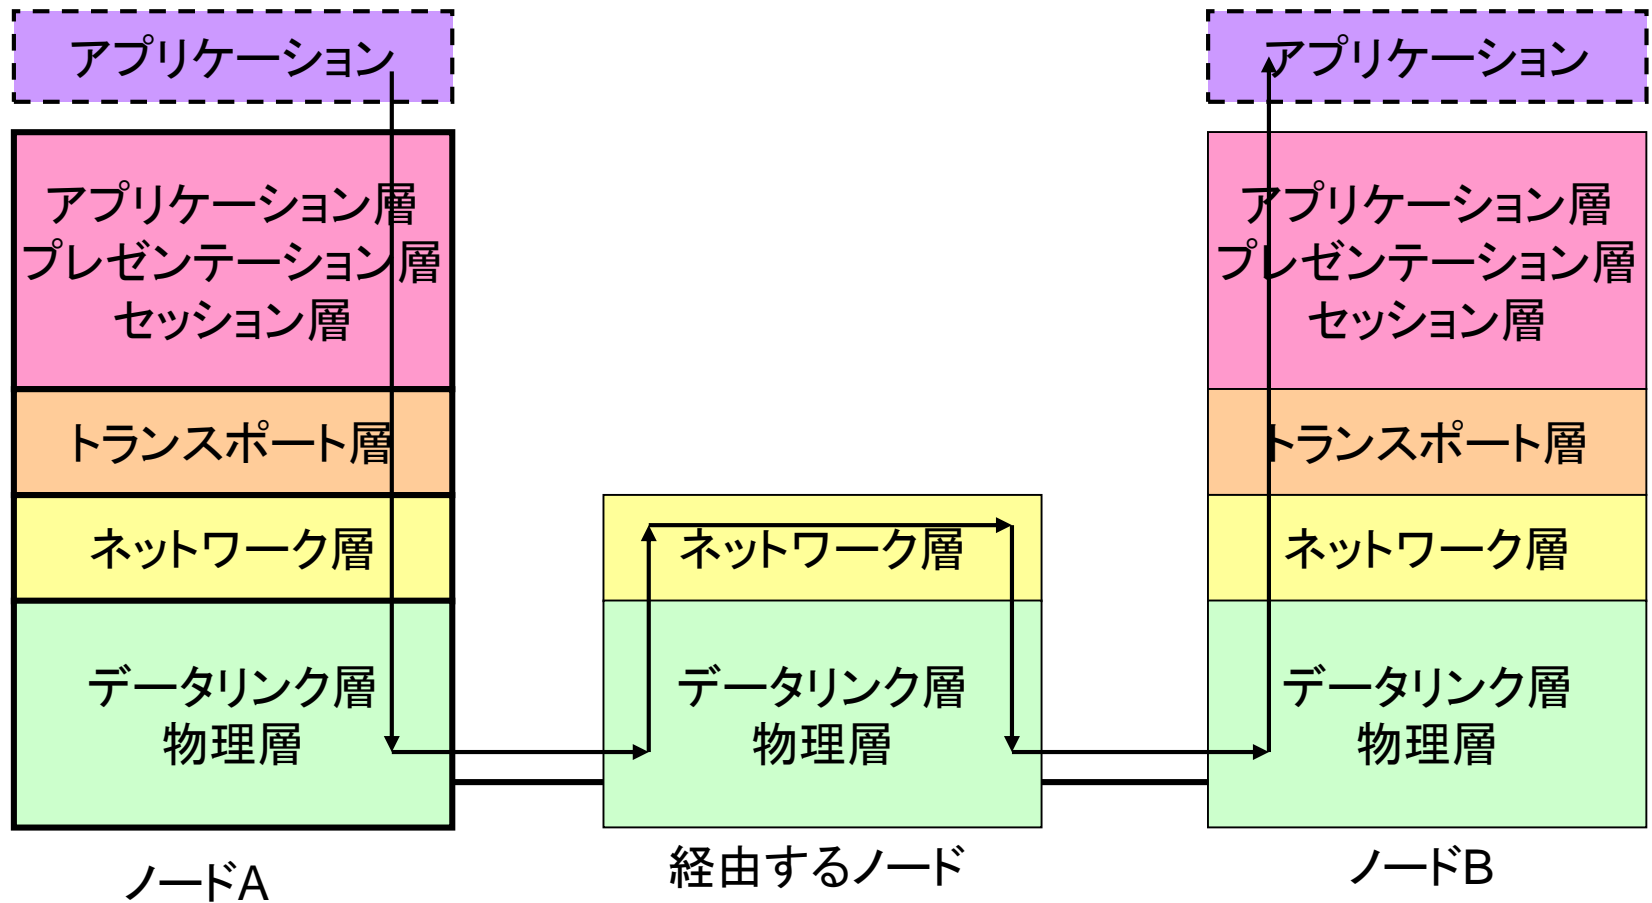 アプリケーション
アプリケーション層
プレゼンテーション層
セッション層
トランスポート層
ネットワーク層
データリンク層
物理層
ノードA
ネットワーク層
データリンク層
物理層
経由するノード
アプリケーション
アプリケーション層
プレゼンテーション層
セッション層
トランスポート層
ネットワーク層
データリンク層
物理層
ノードB